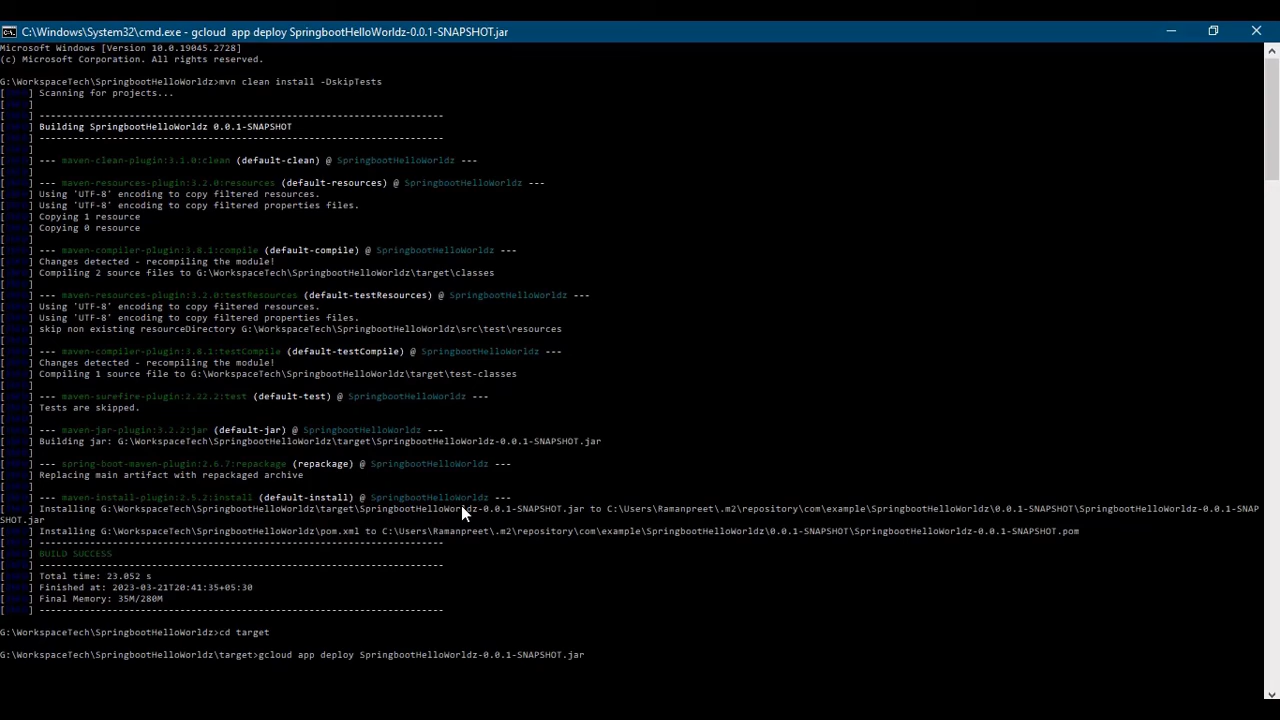 C:\Windows\System32\cmd.exe - gcloud  app deploy SpringbootHelloWorldz-0.0.1-SNAPSHOT.jar
Microsoft Windows [Version 10.0.19045.2728]
(c) Microsoft Corporation. All rights reserved.
G:\WorkspaceTech\SpringbootHelloWorldz>mvn clean install -DskipTests
[INFO] Scanning for projects...
[INFO]
[INFO] ------------------------------------------------------------------------
[INFO] Building SpringbootHelloWorldz 0.0.1-SNAPSHOT
[INFO] ------------------------------------------------------------------------
[INFO]
[INFO] --- maven-clean-plugin:3.1.0:clean (default-clean) @ SpringbootHelloWorldz ---
[INFO]
[INFO] --- maven-resources-plugin:3.2.0:resources (default-resources) @ SpringbootHelloWorldz ---
[INFO] Using 'UTF-8' encoding to copy filtered resources.
[INFO] Using 'UTF-8' encoding to copy filtered properties files.
[INFO] Copying 1 resource
[INFO] Copying 0 resource
[INFO]
[INFO] --- maven-compiler-plugin:3.8.1:compile (default-compile) @ SpringbootHelloWorldz ---
[INFO] Changes detected - recompiling the module!
[INFO] Compiling 2 source files to G:\WorkspaceTech\SpringbootHelloWorldz\target\classes
[INFO]
[INFO] --- maven-resources-plugin:3.2.0:testResources (default-testResources) @ SpringbootHelloWorldz ---
[INFO] Using 'UTF-8' encoding to copy filtered resources.
[INFO] Using 'UTF-8' encoding to copy filtered properties files.
[INFO] skip non existing resourceDirectory G:\WorkspaceTech\SpringbootHelloWorldz\src\test\resources
[INFO]
[INFO] --- maven-compiler-plugin:3.8.1:testCompile (default-testCompile) @ SpringbootHelloWorldz ---
[INFO] Changes detected - recompiling the module!
[INFO] Compiling 1 source file to G:\WorkspaceTech\SpringbootHelloWorldz\target\test-classes
[INFO]
[INFO] --- maven-surefire-plugin:2.22.2:test (default-test) @ SpringbootHelloWorldz ---
[INFO] Tests are skipped.
[INFO]
[INFO] --- maven-jar-plugin:3.2.2:jar (default-jar) @ SpringbootHelloWorldz ---
[INFO] Building jar: G:\WorkspaceTech\SpringbootHelloWorldz\target\SpringbootHelloWorldz-0.0.1-SNAPSHOT.jar
[INFO]
[INFO] --- spring-boot-maven-plugin:2.6.7:repackage (repackage) @ SpringbootHelloWorldz ---
[INFO] Replacing main artifact with repackaged archive
[INFO]
[INFO] --- maven-install-plugin:2.5.2:install (default-install) @ SpringbootHelloWorldz ---
[INFO] Installing G:\WorkspaceTech\SpringbootHelloWorldz\target\SpringbootHelloWorldz-0.0.1-SNAPSHOT.jar to C:\Users\Ramanpreet\.m2\repository\com\example\SpringbootHelloWorldz\0.0.1-SNAPSHOT\SpringbootHelloWorldz-0.0.1-SNAP
SHOT.jar
[INFO] Installing G:\WorkspaceTech\SpringbootHelloWorldz\pom.xml to C:\Users\Ramanpreet\.m2\repository\com\example\SpringbootHelloWorldz\0.0.1-SNAPSHOT\SpringbootHelloWorldz-0.0.1-SNAPSHOT.pom
[INFO] ------------------------------------------------------------------------
[INFO] BUILD SUCCESS
[INFO] ------------------------------------------------------------------------
[INFO] Total time: 23.052 s
[INFO] Finished at: 2023-03-21T20:41:35+05:30
[INFO] Final Memory: 35M/280M
[INFO] ------------------------------------------------------------------------
G:\WorkspaceTech\SpringbootHelloWorldz>cd target
G:\WorkspaceTech\SpringbootHelloWorldz\target>gcloud app deploy SpringbootHelloWorldz-0.0.1-SNAPSHOT.jar